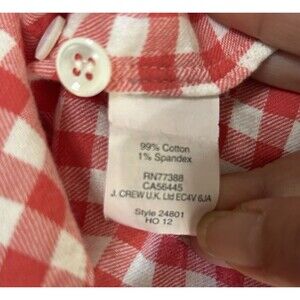 99% Cotton
1% Spandex
RN77388
CA56445
J. CREW U.K. Ltd EC4V 6JA
Style 24801
HO 12